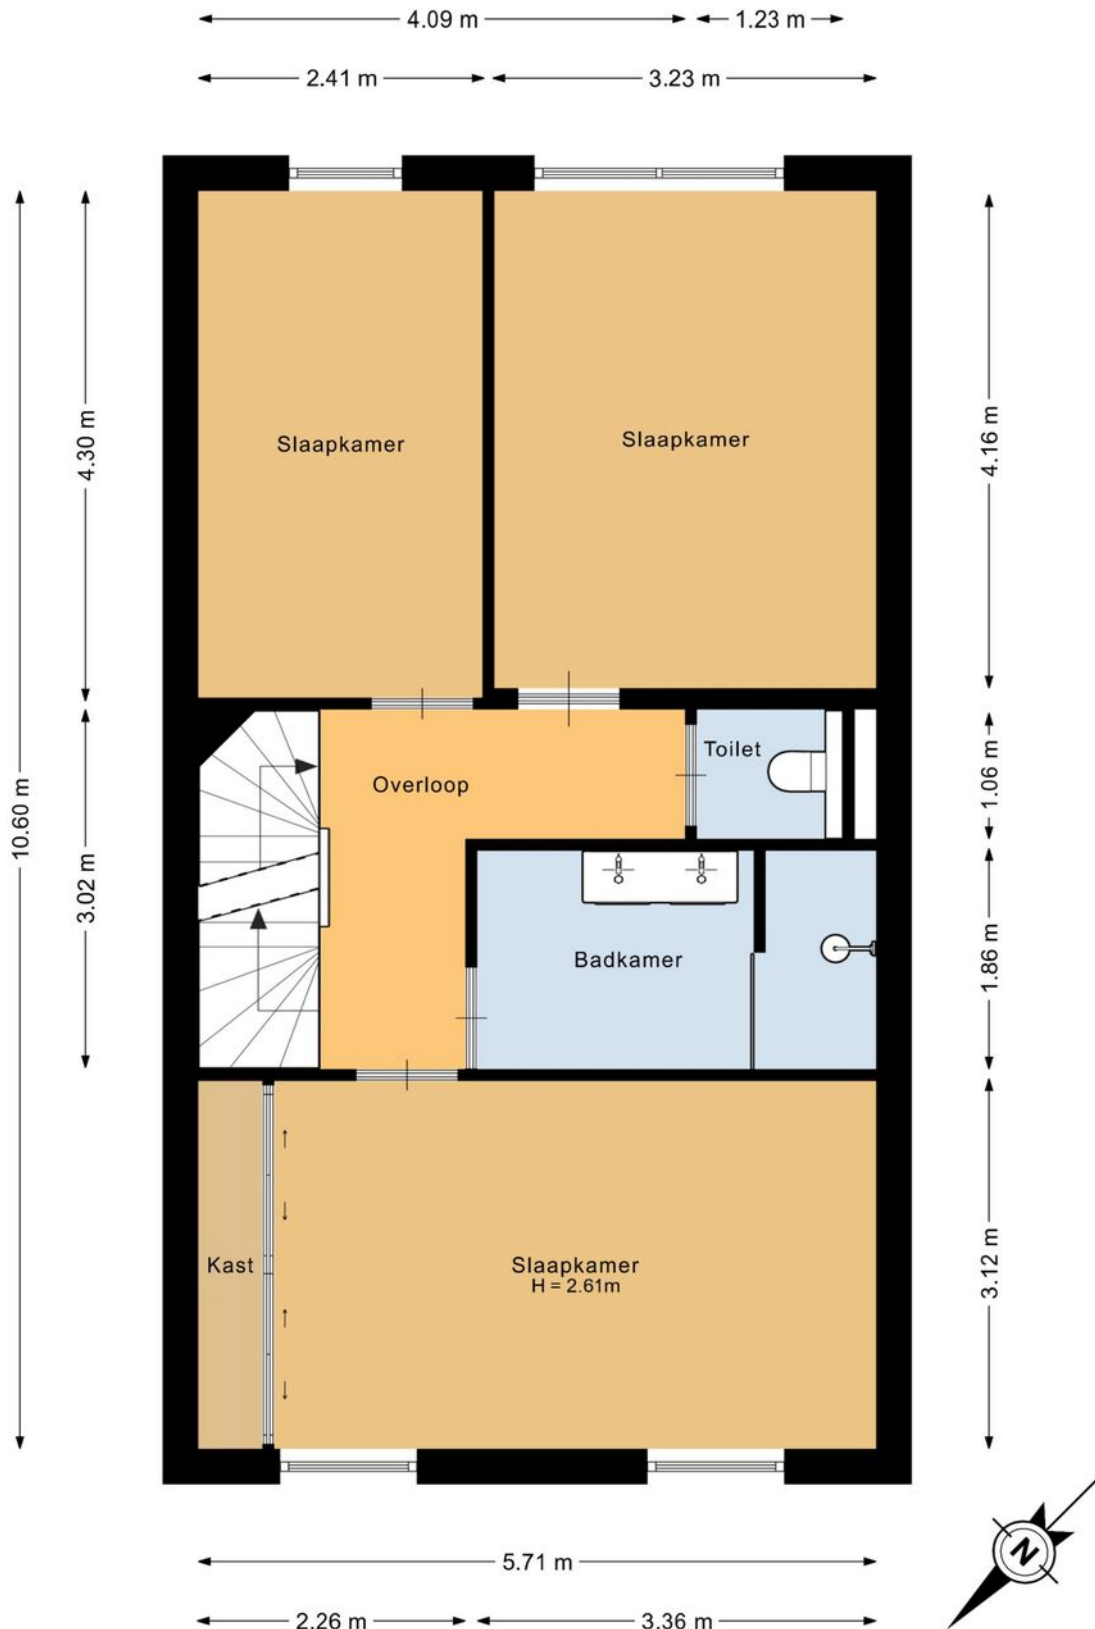 4.09 m
1.23 m
2.41 m
3.23 m
Slaapkamer
Slaapkamer
4.30 m
4.16 m
Toilet
Overloop
1.06 m
10.60 m
3.02 m
Badkamer
1.86 m
Kast
Slaapkamer
H = 2.61m
3.12 m
N
5.71 m
2.26 m
3.36 m